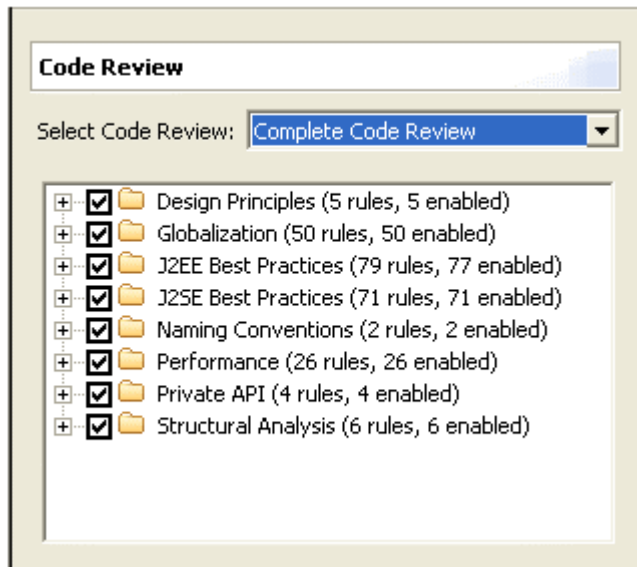 Code Review
Select Code Review: Complete Code Review
Design Principles (5 rules, 5 enabled)
Globalization (50 rules, 50 enabled)
J2EE Best Practices (79 rules, 77 enabled)
J2SE Best Practices (71 rules, 71 enabled)
Naming Conventions (2 rules, 2 enabled)
Performance (26 rules, 26 enabled)
Private API (4 rules, 4 enabled)
Structural Analysis (6 rules, 6 enabled)